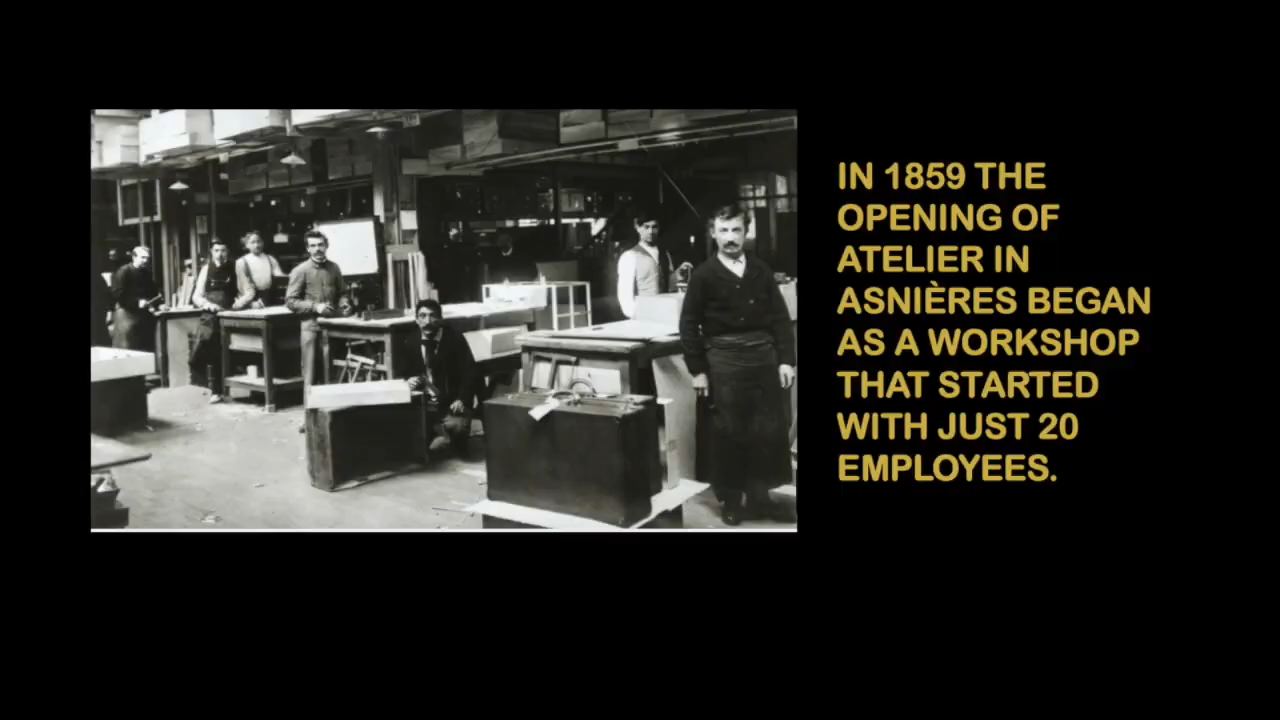 IN 1859 THE
OPENING OF
ATELIER IN
ASNIÈRES BEGAN
AS A WORKSHOP
THAT STARTED
WITH JUST 20
EMPLOYEES.